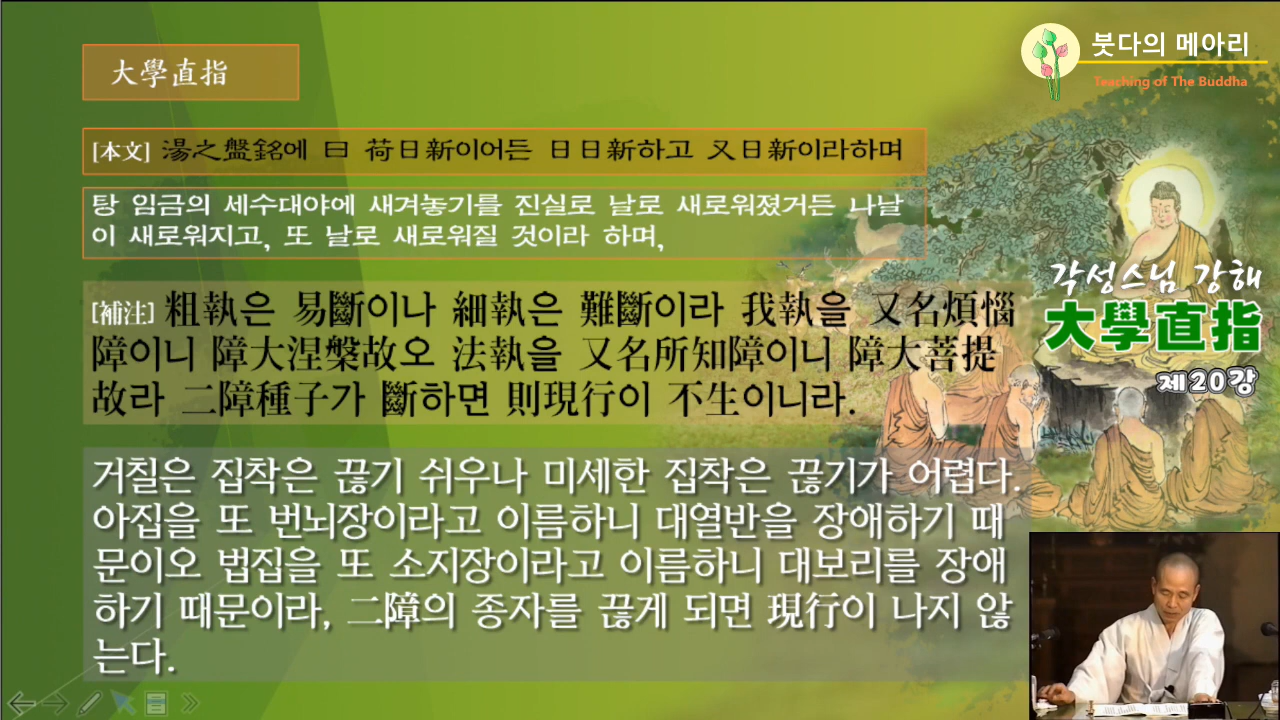 大學直指
붓다의 메아리
Teaching of The Buddha
[本文] 湯之盤銘에 曰 荷日新이어든 日日新하고 又日新이라하며
탕 임금의 세수대야에 새겨놓기를 진실로 날로 새로워졌거든 나날
이 새로워지고, 또 날로 새로워질 것이라 하며,
[補注] 粗執은 易斷이나 細執은 難斷이라 我執을 又名煩惱
障이니 障大涅槃故오 法執을 又名所知障이니 障大菩提
故라 二障種子가 斷하면 則現行이 不生이니라.
거칠은 집착은 끊기 쉬우나 미세한 집착은 끊기가 어렵다.
아집을 또 번뇌장이라고 이름하니 대열반을 장애하기 때
문이오 법집을 또 소지장이라고 이름하니 대보리를 장애
하기 때문이라, 二障의 종자를 끊게 되면 現行이 나지 않
는다.
각성스님 강해
大學直指
제20강